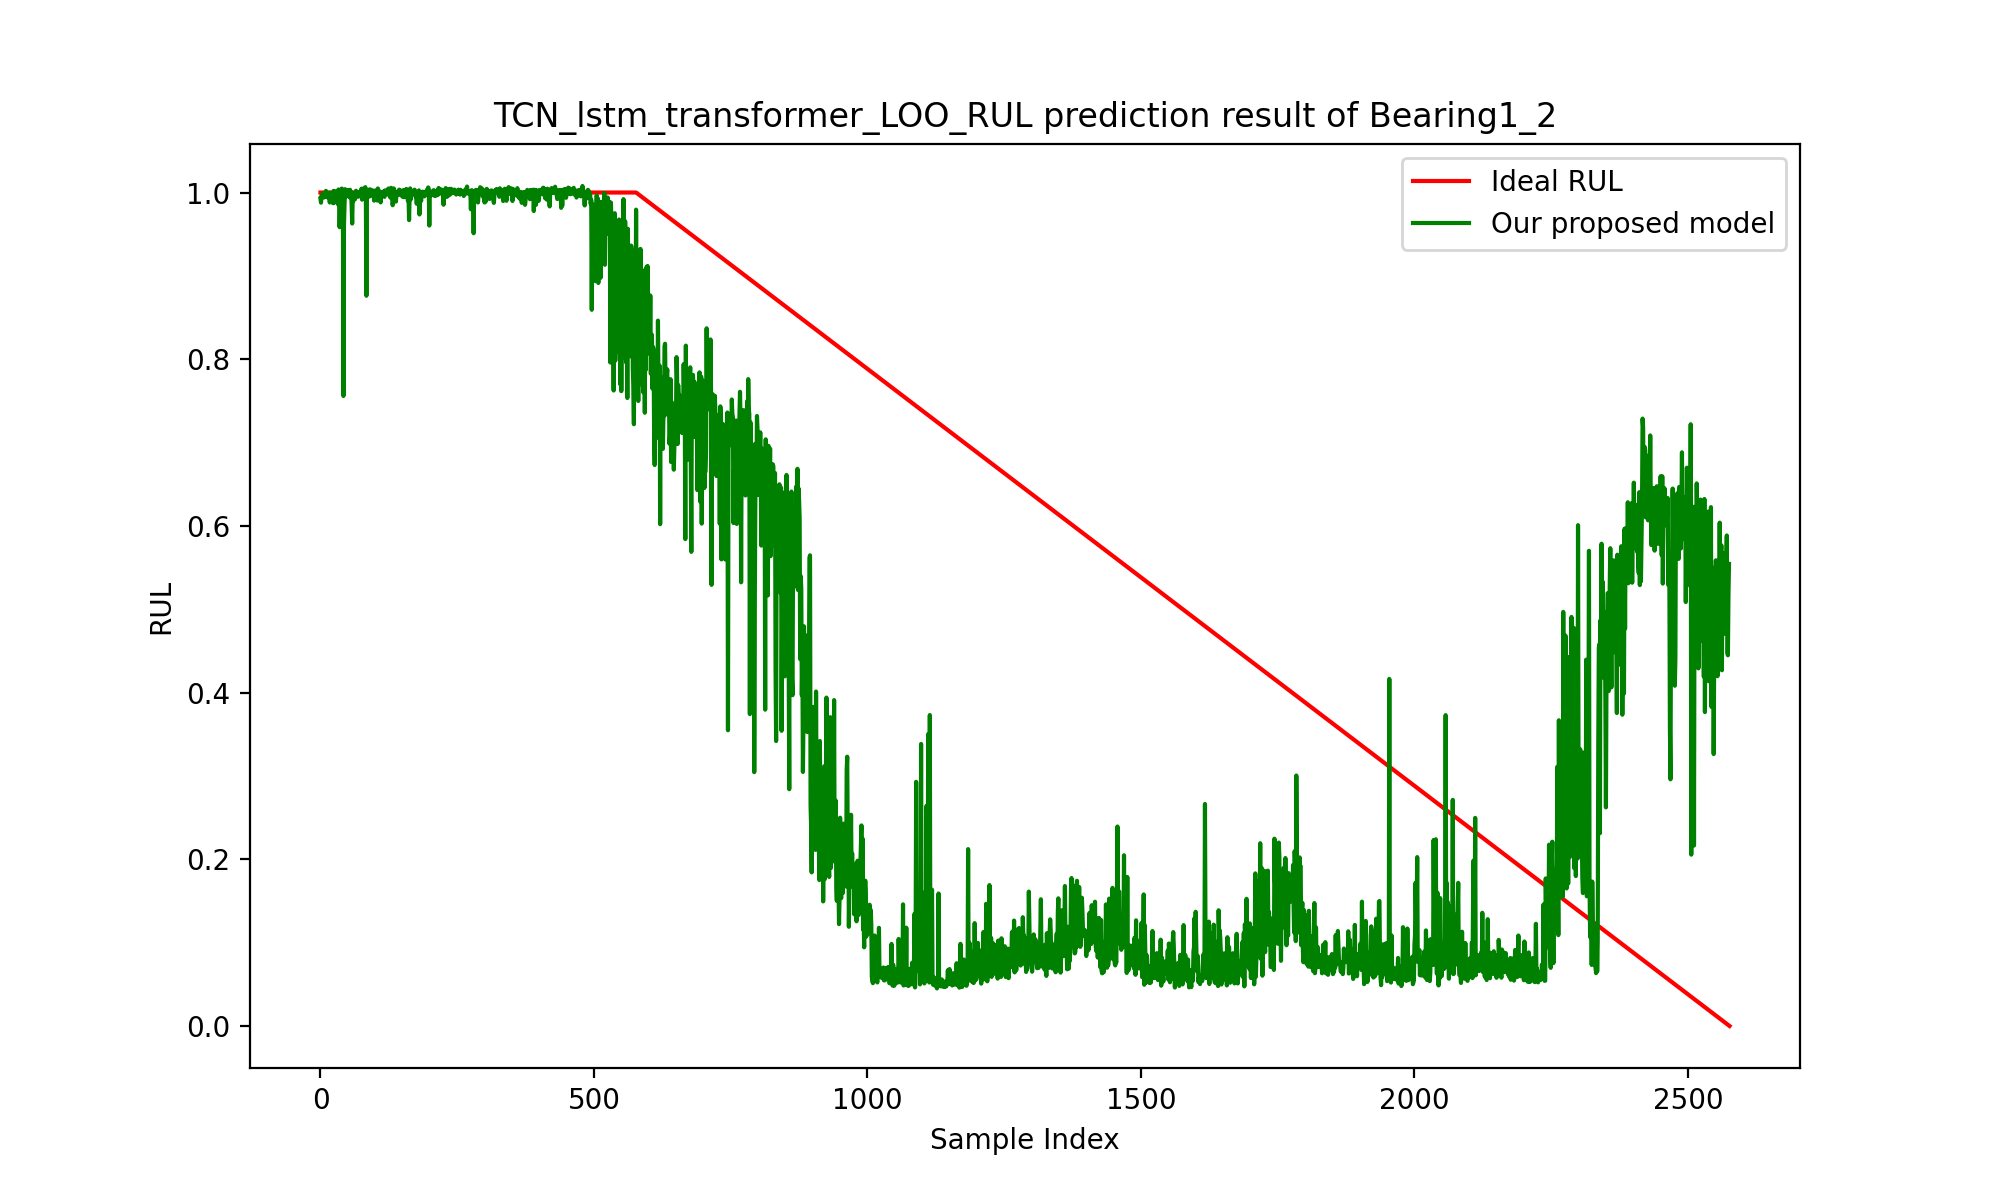 TCN_lstm_transformer_LOO_RUL prediction result of Bearing1_2
Ideal RUL
Our proposed model
1.0
0.8
0.6
0.4
0.2
0.0
RUL
0 500 1000 1500 2000 2500
Sample Index